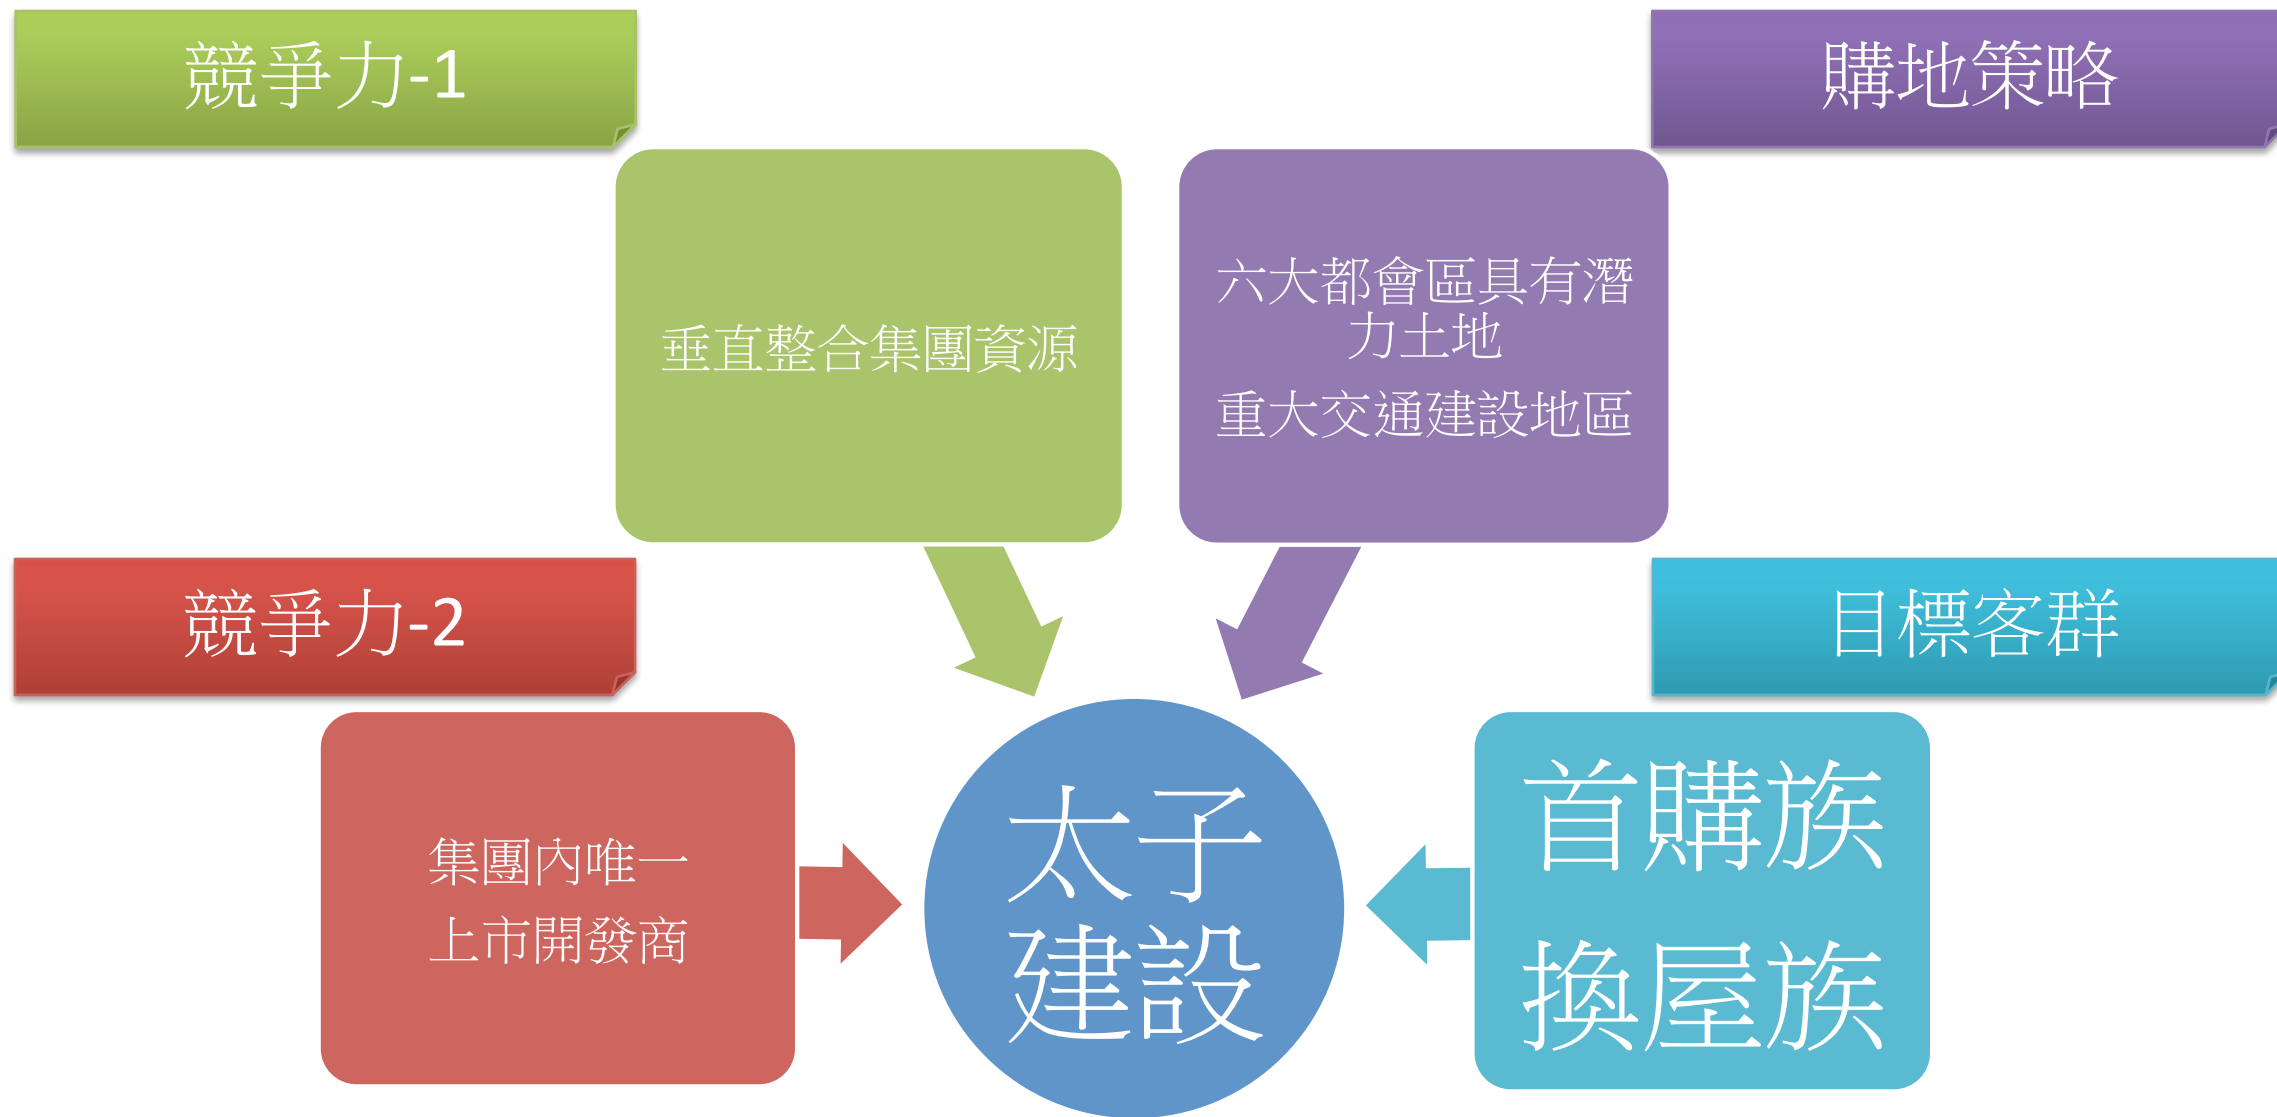 競爭力-1
垂直整合集團資源
購地策略
六大都會區具有潛
力土地
重大交通建設地區
競爭力-2
集團內唯一
上市開發商
太子
建設
目標客群
首購族
換屋族